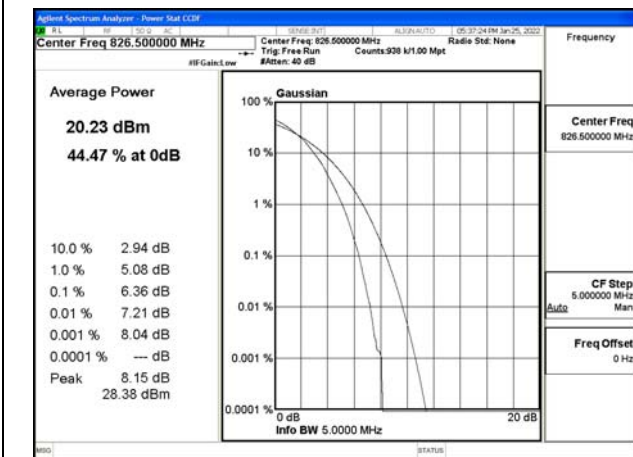 Agilent Spectrum Analyzer - Power Stat CCDF
RL RF 50 Ω AC SENSE:INT ALIGN AUTO 05:37:24 PM Jan 25, 2022
Center Freq 826.500000 MHz
Center Freq: 826.500000 MHz Radio Std: None
Trig: Free Run Counts:938 k/1.00 Mpt
#IFGain:Low #Atten: 40 dB
Frequency
Average Power
20.23 dBm
44.47 % at 0dB
10.0 % 2.94 dB
1.0 % 5.08 dB
0.1 % 6.36 dB
0.01 % 7.21 dB
0.001 % 8.04 dB
0.0001 % --- dB
Peak 8.15 dB
28.38 dBm
Gaussian
100 %
10 %
1 %
0.1 %
0.01 %
0.001 %
0.0001 %
0 dB 20 dB
Info BW 5.0000 MHz
Center Freq
826.500000 MHz
CF Step
5.000000 MHz
Auto Man
Freq Offset
0 Hz
MSG STATUS